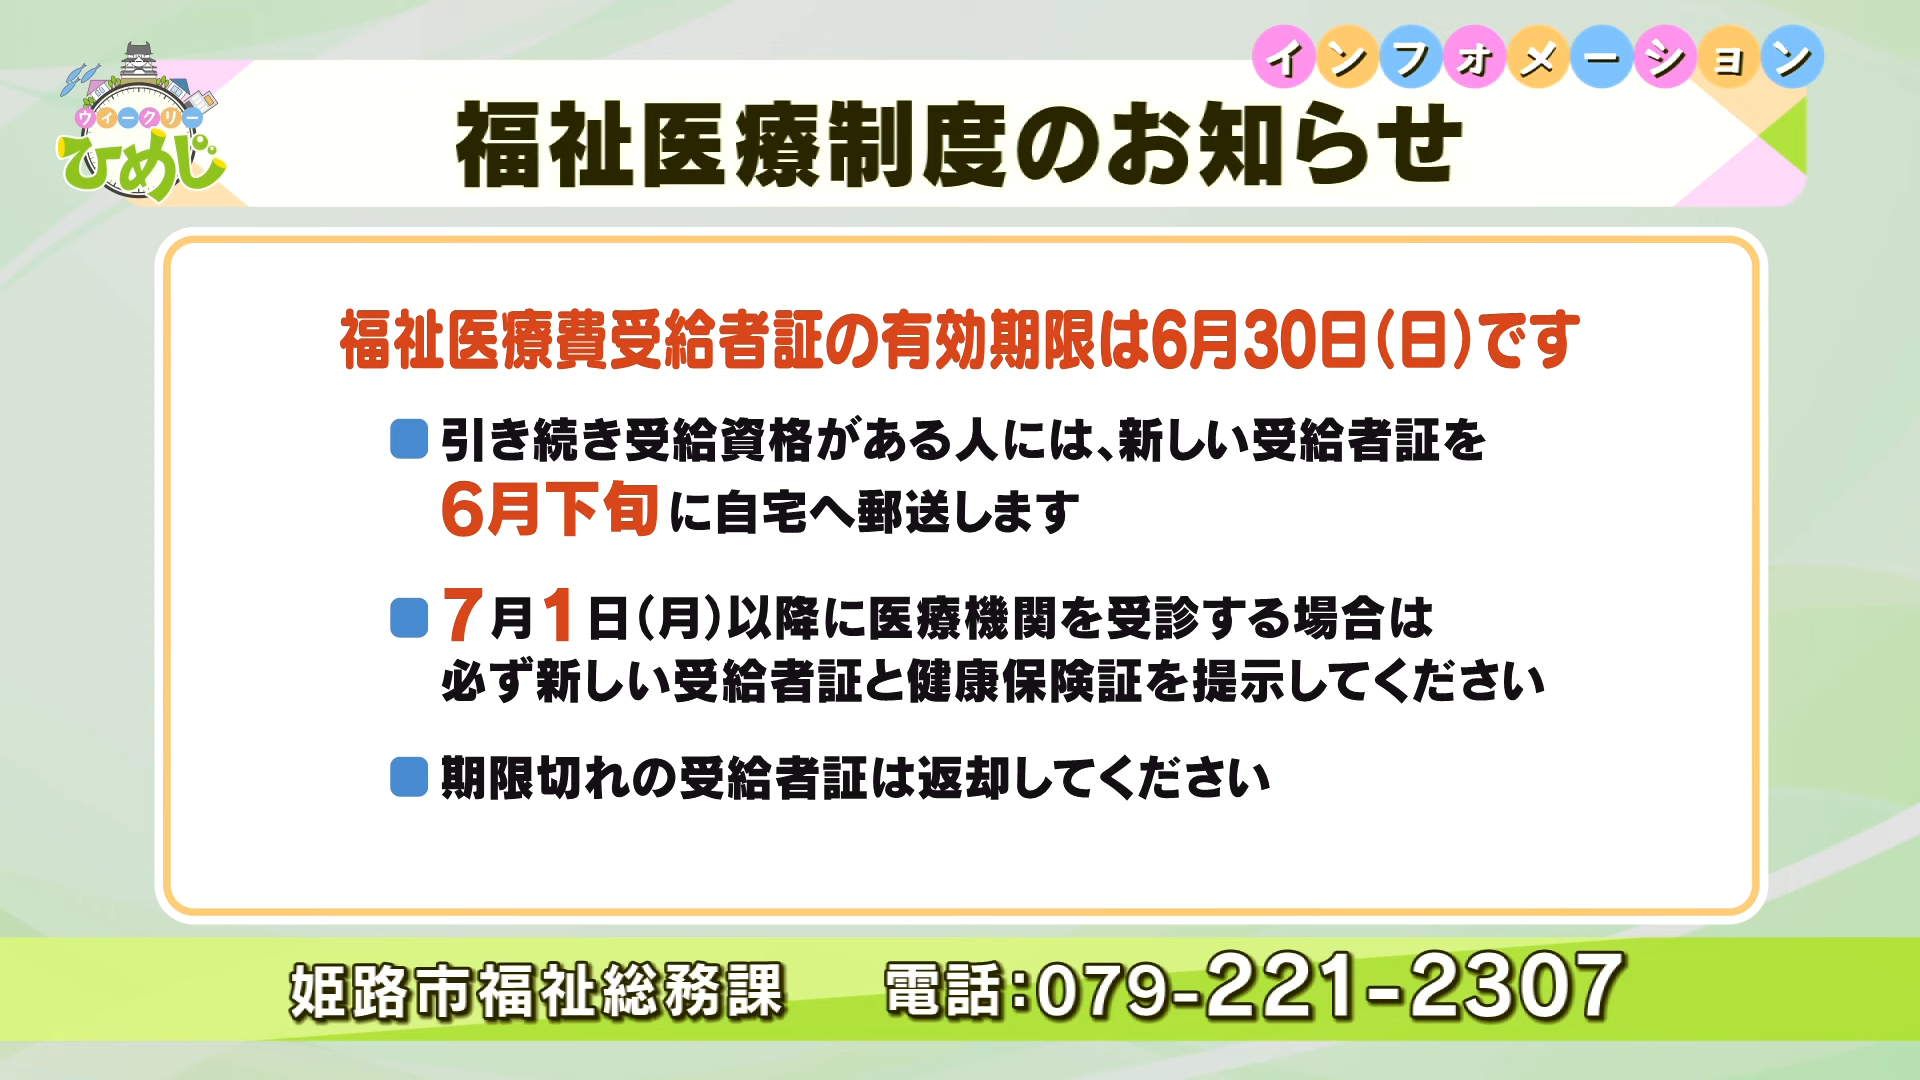 インフォメーション
ウィークリー
ひめじ
福祉医療制度のお知らせ
福祉医療費受給者証の有効期限は6月30日(日)です
引き続き受給資格がある人には、新しい受給者証を
6月下旬に自宅へ郵送します
7月1日(月)以降に医療機関を受診する場合は
必ず新しい受給者証と健康保険証を提示してください
期限切れの受給者証は返却してください
姫路市福祉総務課 電話:079-221-2307